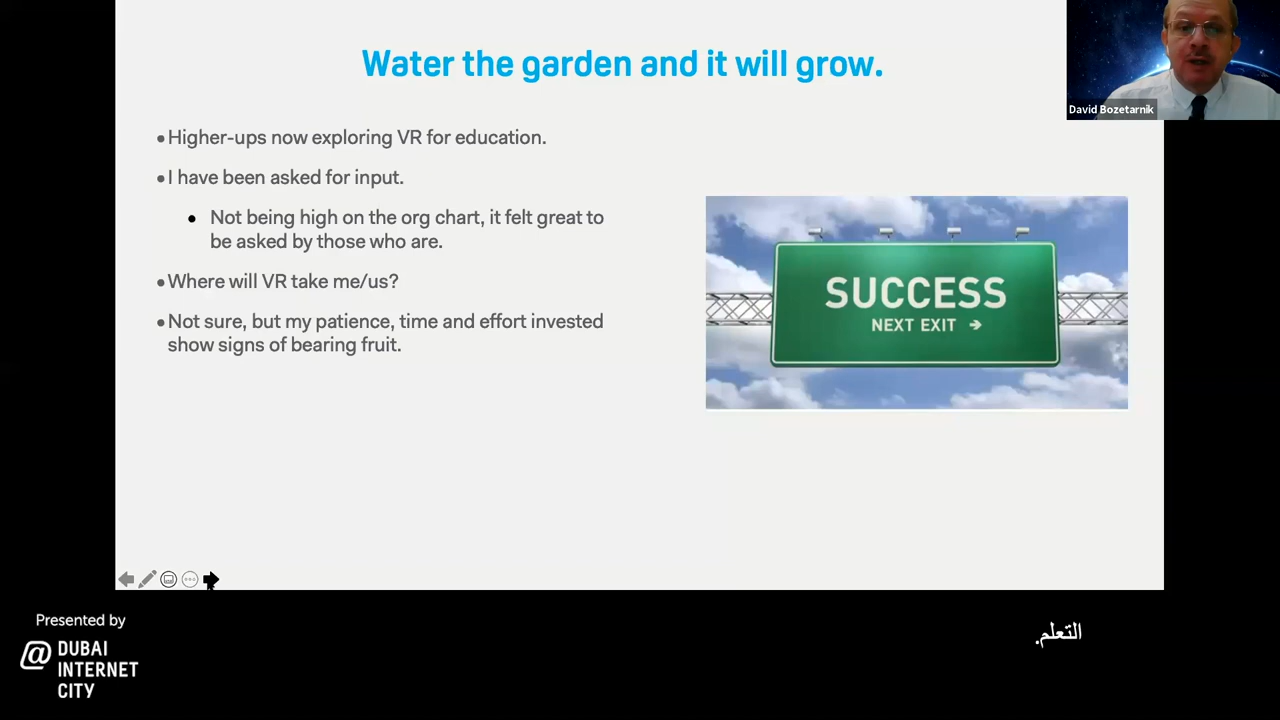 Water the garden and it will grow.
•Higher-ups now exploring VR for education.
•I have been asked for input.
• Not being high on the org chart, it felt great to
be asked by those who are.
•Where will VR take me/us?
•Not sure, but my patience, time and effort invested
show signs of bearing fruit.
SUCCESS
NEXT EXIT →
David Bozetarnik
Presented by
@ DUBAI
INTERNET
CITY
التعلم.